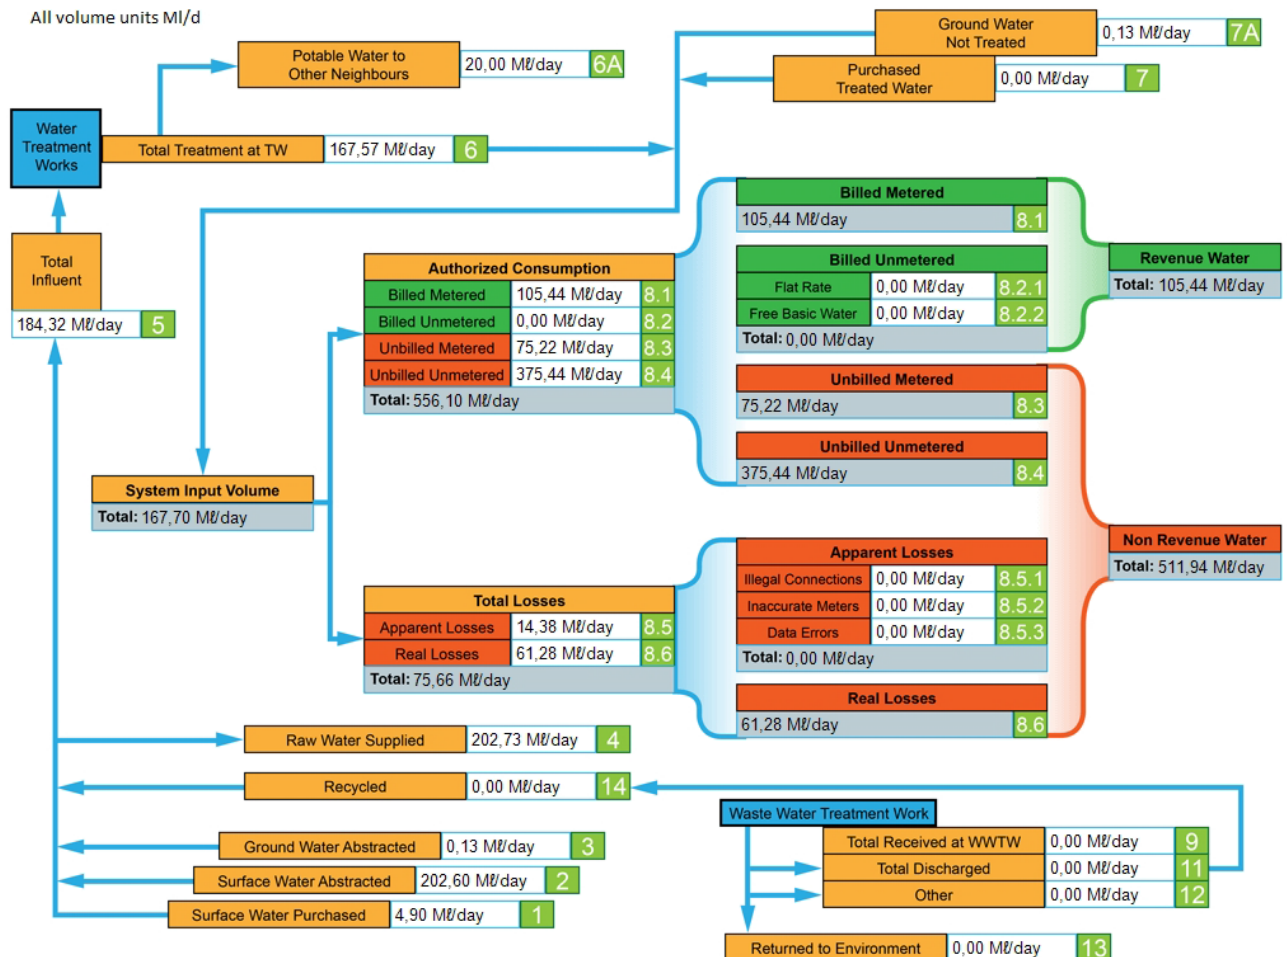 All volume units Ml/d
Ground Water
Not Treated
0,13 Mℓ/day
7A
Potable Water to
Other Neighbours
20,00 Mℓ/day
6A
Purchased
Treated Water
0,00 Mℓ/day
7
Water
Treatment
Works
Total Treatment at TW
167,57 Mℓ/day
6
Total
Influent
184,32 Mℓ/day
5
Authorized Consumption
Billed Metered 105,44 Mℓ/day 8.1
Billed Unmetered 0,00 Mℓ/day 8.2
Unbilled Metered 75,22 Mℓ/day 8.3
Unbilled Unmetered 375,44 Mℓ/day 8.4
Total: 556,10 Mℓ/day
Billed Metered
105,44 Mℓ/day 8.1
Billed Unmetered
Flat Rate 0,00 Mℓ/day 8.2.1
Free Basic Water 0,00 Mℓ/day 8.2.2
Total: 0,00 Mℓ/day
Revenue Water
Total: 105,44 Mℓ/day
Unbilled Metered
75,22 Mℓ/day 8.3
Unbilled Unmetered
375,44 Mℓ/day 8.4
System Input Volume
Total: 167,70 Mℓ/day
Non Revenue Water
Total: 511,94 Mℓ/day
Total Losses
Apparent Losses 14,38 Mℓ/day 8.5
Real Losses 61,28 Mℓ/day 8.6
Total: 75,66 Mℓ/day
Apparent Losses
Illegal Connections 0,00 Mℓ/day 8.5.1
Inaccurate Meters 0,00 Mℓ/day 8.5.2
Data Errors 0,00 Mℓ/day 8.5.3
Total: 0,00 Mℓ/day
Real Losses
61,28 Mℓ/day 8.6
Raw Water Supplied 202,73 Mℓ/day 4
Recycled 0,00 Mℓ/day 14
Ground Water Abstracted 0,13 Mℓ/day 3
Surface Water Abstracted 202,60 Mℓ/day 2
Surface Water Purchased 4,90 Mℓ/day 1
Waste Water Treatment Work
Total Received at WWTW 0,00 Mℓ/day 9
Total Discharged 0,00 Mℓ/day 11
Other 0,00 Mℓ/day 12
Returned to Environment 0,00 Mℓ/day 13